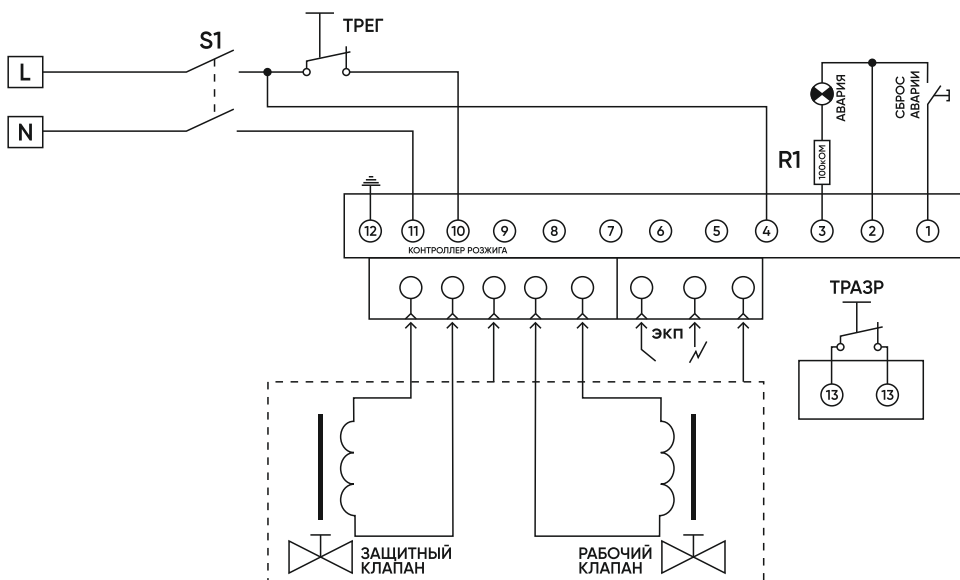 S1
ТРЕГ
L
N
АВАРИЯ
СБРОС
АВАРИИ
R1
100кОМ
12 11 10 9 8 7 6 5 4 3 2 1
КОНТРОЛЛЕР РОЗЖИГА
ЭКП
ТРАЗР
13 13
ЗАЩИТНЫЙ
КЛАПАН
РАБОЧИЙ
КЛАПАН